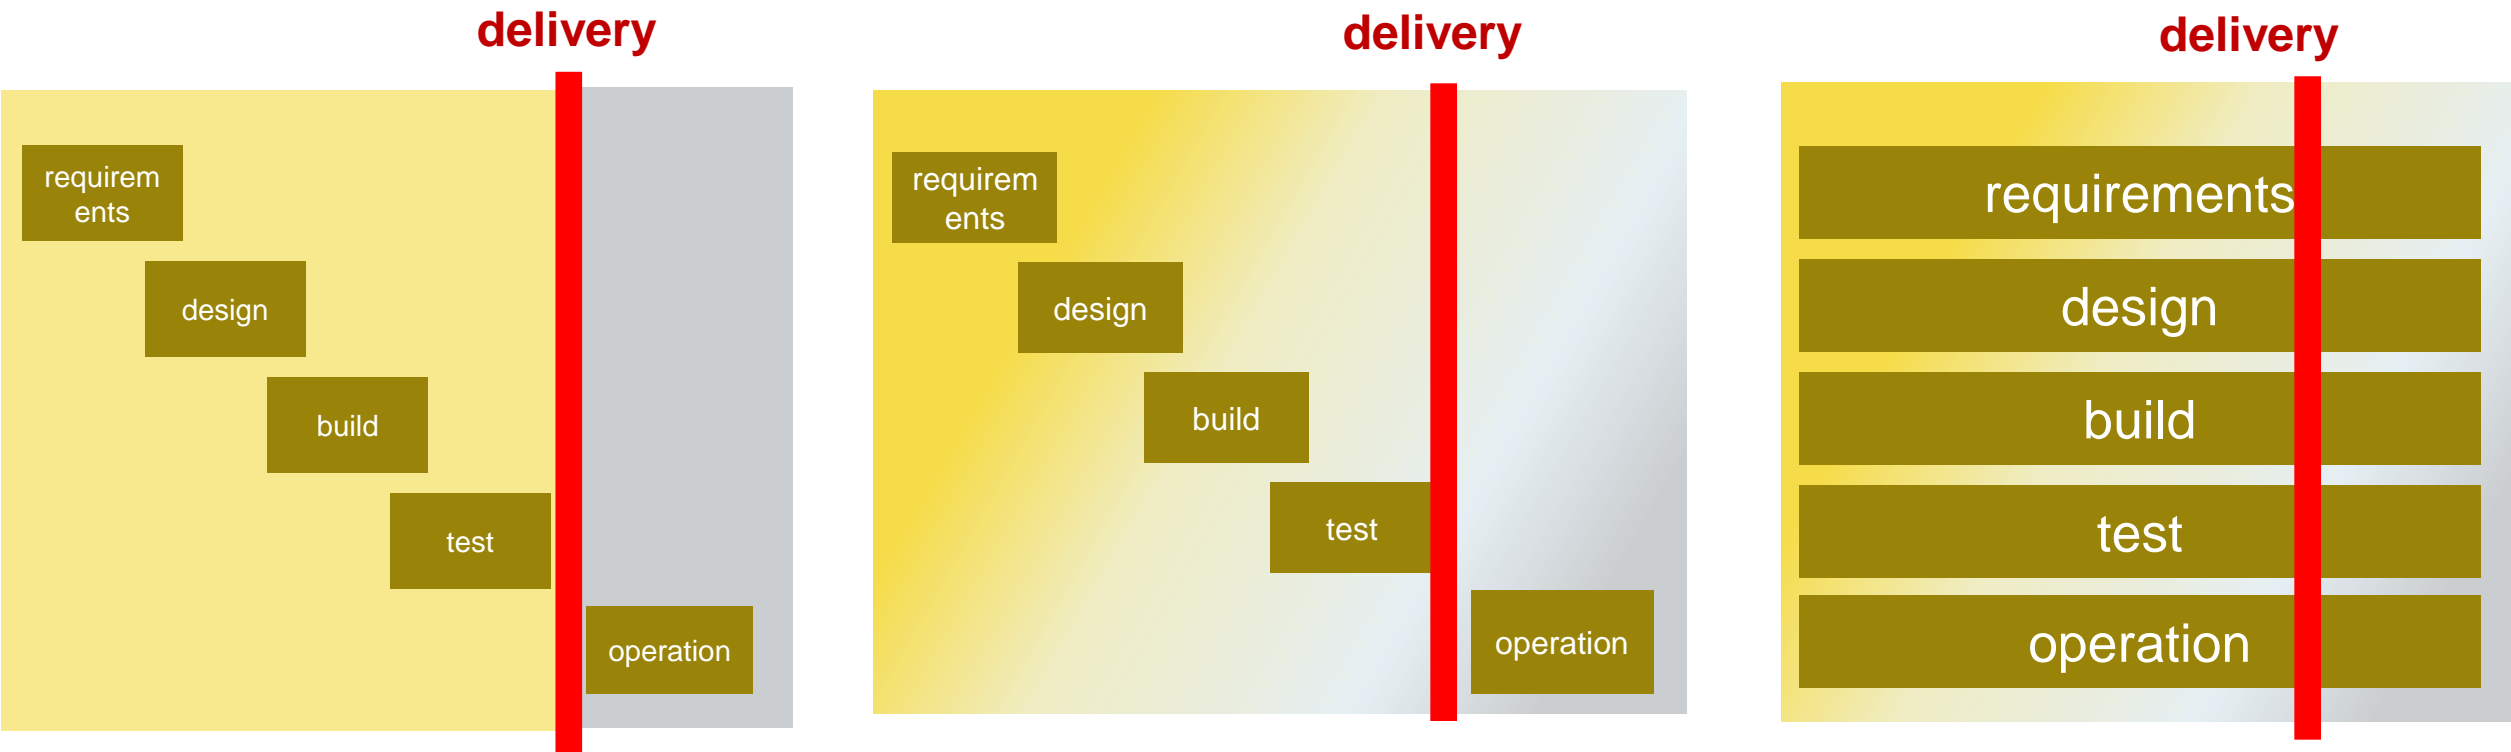 delivery
requirem
ents
design
build
test
operation
delivery
requirem
ents
design
build
test
operation
delivery
requirements
design
build
test
operation